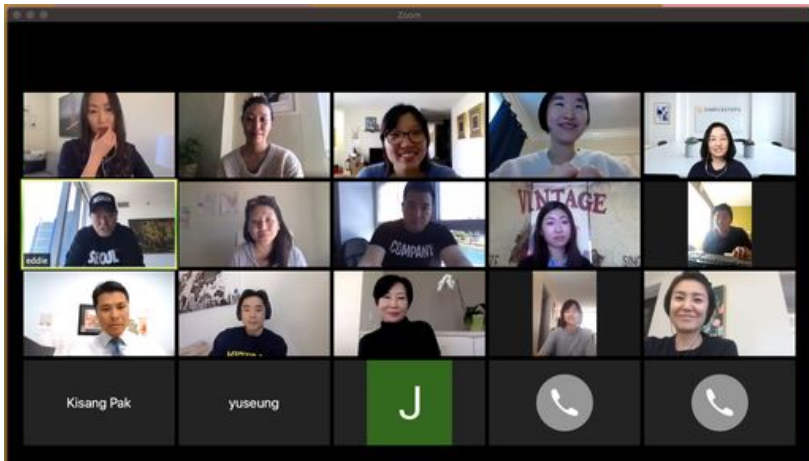 Zoom
VINTAGE
eddie
SEOUL
COMPANY
Kisang Pak
yuseung
J